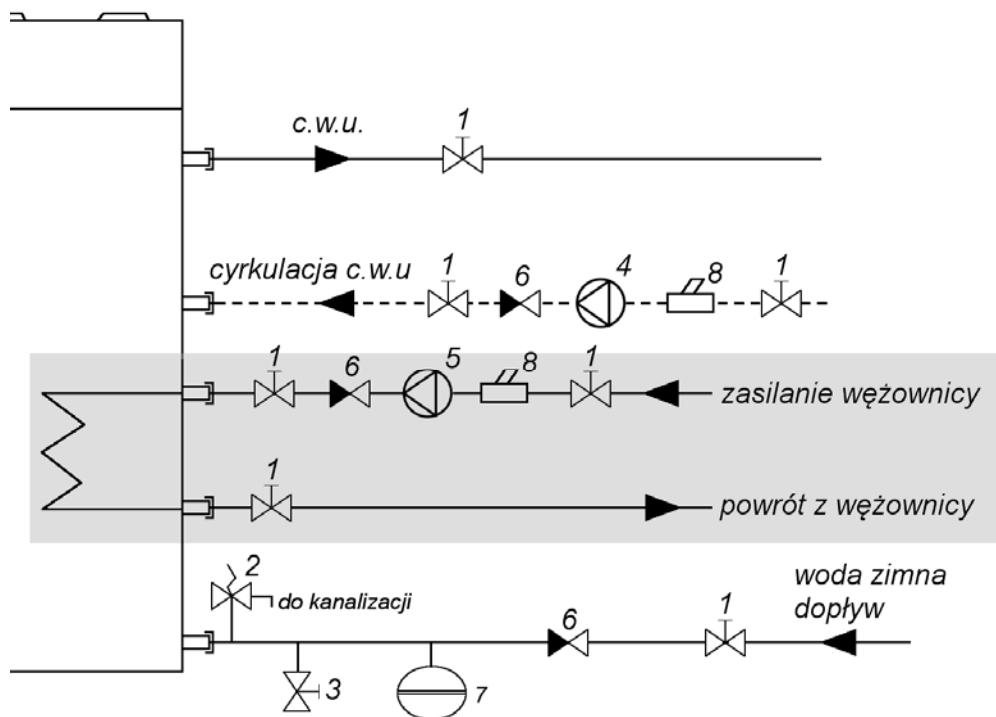 c.w.u.
1
cyrkulacja c.w.u
1
6
4
8
1
1
6
5
8
1
zasilanie wężownicy
1
powrót z wężownicy
2
do kanalizacji
woda zimna
dopływ
6
1
3
7